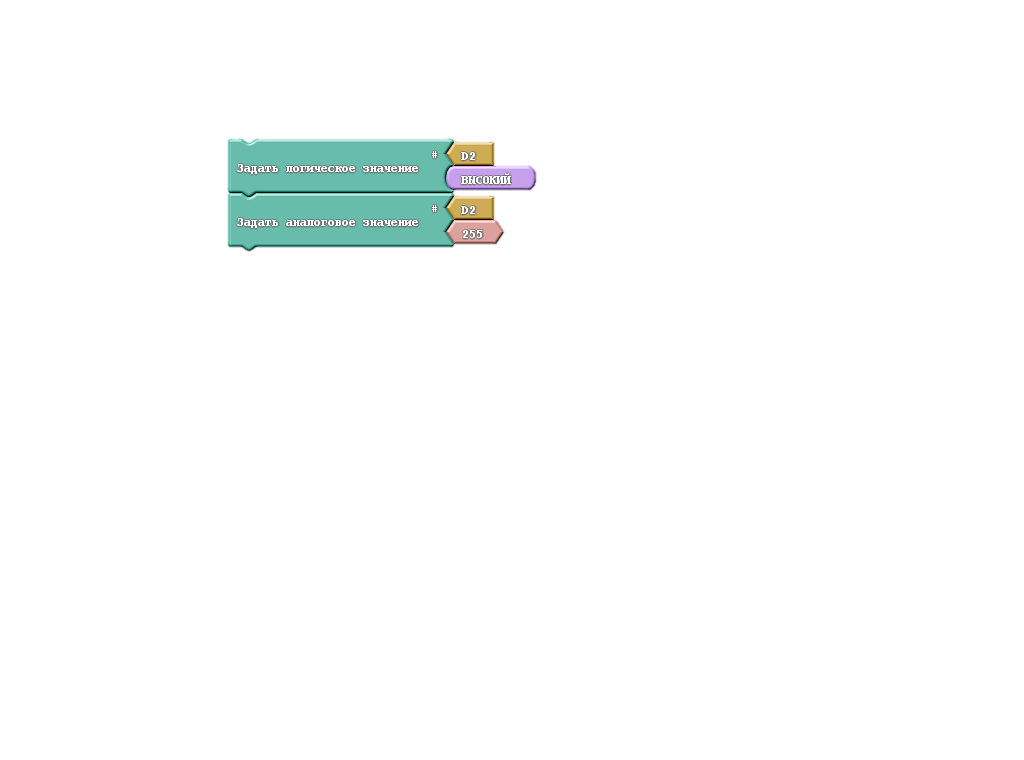 # D2
Задать логическое значение
ВЫСОКИЙ
# D2
Задать аналоговое значение
255